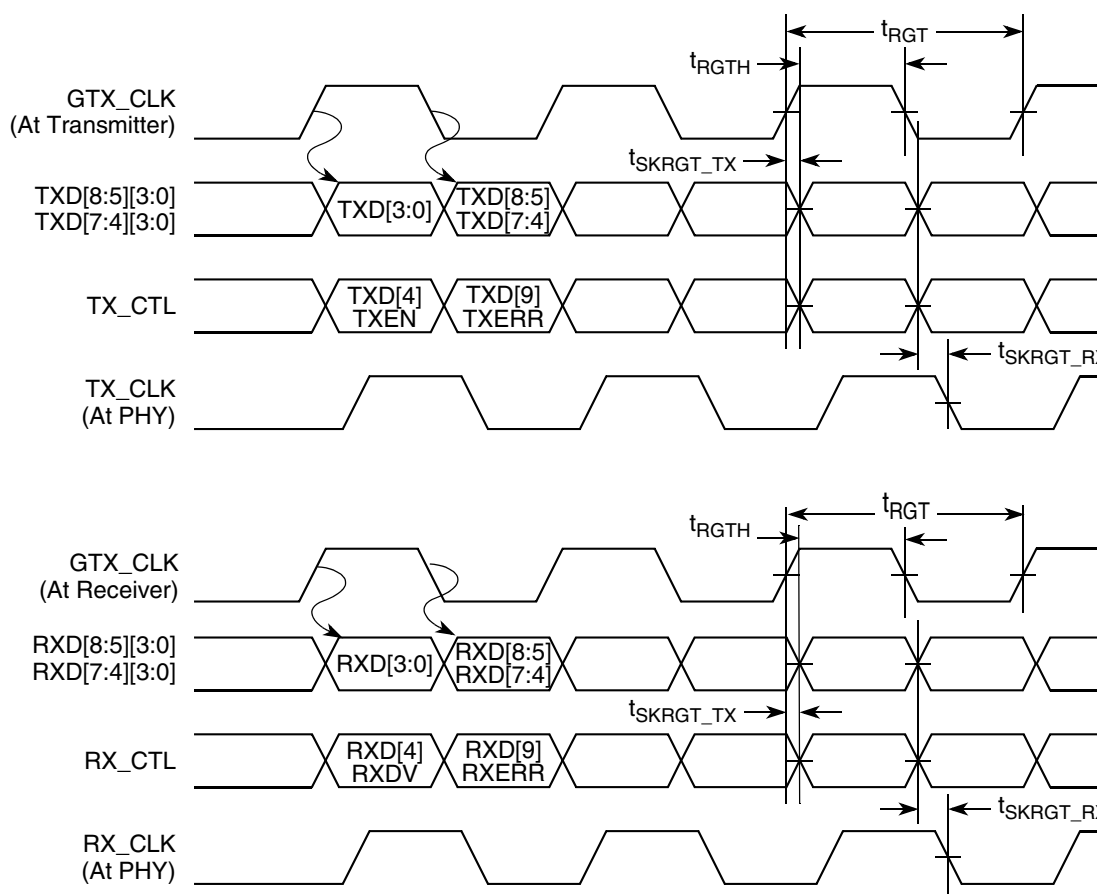 tRGT
tRGTH
GTX_CLK
(At Transmitter)
tSKRGT_TX
TXD[8:5][3:0]
TXD[7:4][3:0]
TXD[3:0]
TXD[8:5]
TXD[7:4]
TX_CTL
TXD[4]
TXEN
TXD[9]
TXERR
tSKRGT_RX
TX_CLK
(At PHY)
tRGT
tRGTH
GTX_CLK
(At Receiver)
RXD[8:5][3:0]
RXD[7:4][3:0]
RXD[3:0]
RXD[8:5]
RXD[7:4]
tSKRGT_TX
RX_CTL
RXD[4]
RXDV
RXD[9]
RXERR
tSKRGT_RX
RX_CLK
(At PHY)